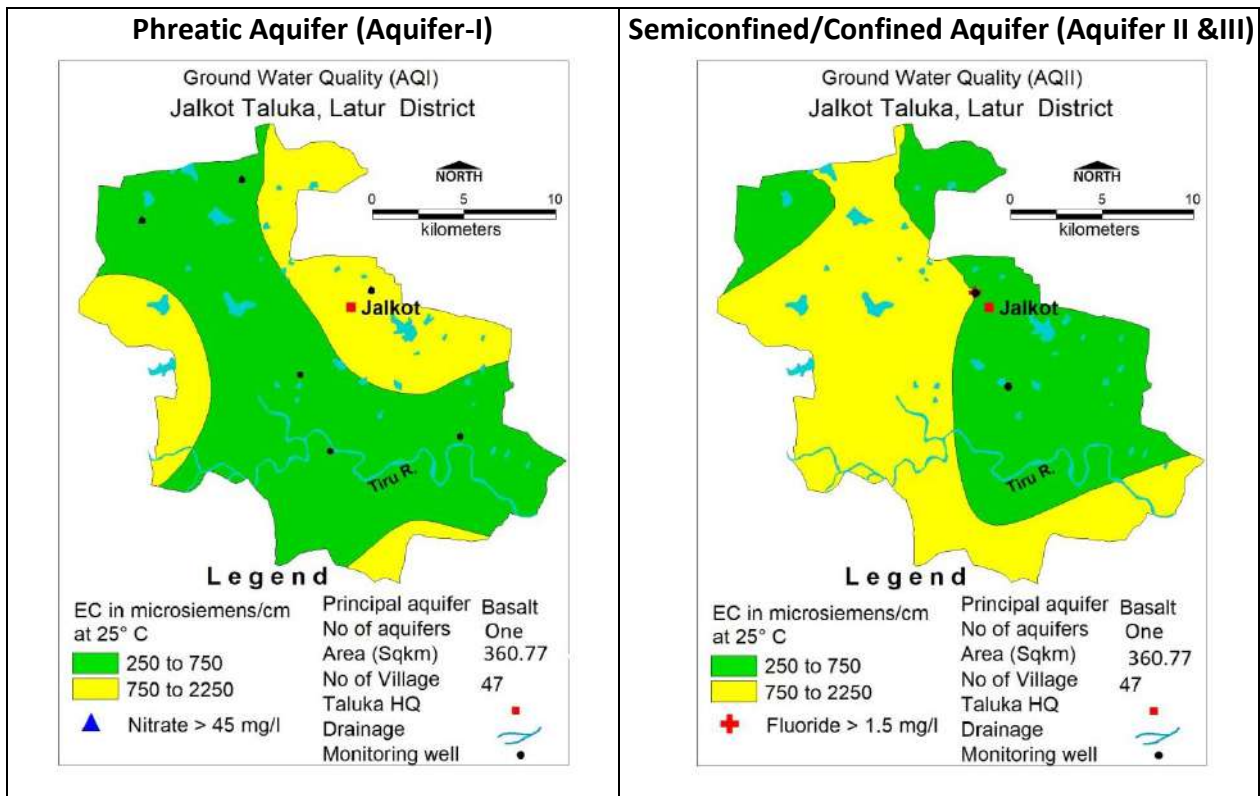 Phreatic Aquifer (Aquifer-I)
Ground Water Quality (AQI)
Jalkot Taluka, Latur District
NORTH
0 5 10
kilometers
Jalkot
Tiru R.
Legend
EC in microsiemens/cm
at 25° C
250 to 750
750 to 2250
Nitrate > 45 mg/l
Principal aquifer Basalt
No of aquifers One
Area (Sqkm) 360.77
No of Village 47
Taluka HQ
Drainage
Monitoring well
Semiconfined/Confined Aquifer (Aquifer II &III)
Ground Water Quality (AQII)
Jalkot Taluka, Latur District
NORTH
0 5 10
kilometers
Jalkot
Tiru R.
Legend
EC in microsiemens/cm
at 25° C
250 to 750
750 to 2250
Fluoride > 1.5 mg/l
Principal aquifer Basalt
No of aquifers One
Area (Sqkm) 360.77
No of Village 47
Taluka HQ
Drainage
Monitoring well